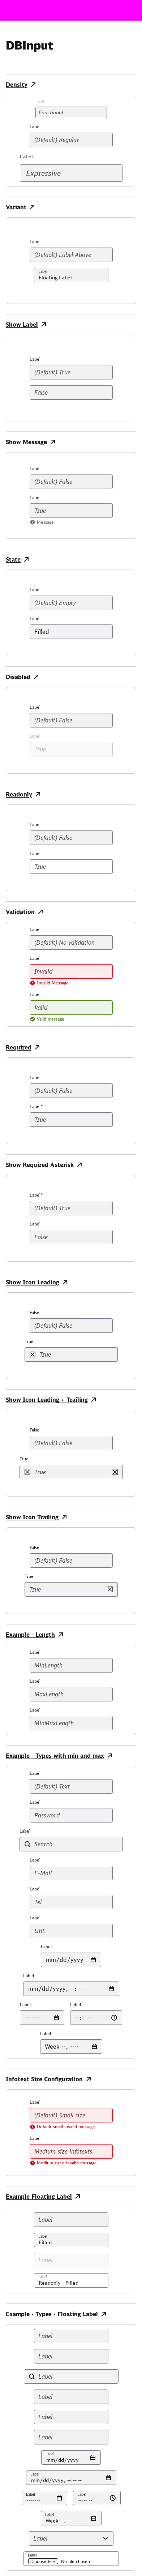 DBInput
Density
Label
Functional
Label
(Default) Regular
Label
Expressive
Variant
Label
(Default) Label Above
Label
Floating Label
Show Label
Label
(Default) True
False
Show Message
Label
(Default) False
Label
True
Message
State
Label
(Default) Empty
Label
Filled
Disabled
Label
(Default) False
Label
True
Readonly
Label
(Default) False
Label
True
Validation
Label
(Default) No validation
Label
Invalid
Invalid Message
Label
Valid
Valid message
Required
Label
(Default) False
Label*
True
Show Required Asterisk
Label*
(Default) True
Label
False
Show Icon Leading
False
(Default) False
True
True
Show Icon Leading + Trailing
False
(Default) False
True
True
Show Icon Trailing
False
(Default) False
True
True
Example - Length
Label
MinLength
Label
MaxLength
Label
MinMaxLength
Example - Types with min and max
Label
(Default) Text
Label
Password
Label
Search
Label
E-Mail
Label
Tel
Label
URL
Label
mm/dd/yyyy
Label
mm/dd/yyyy, --:-- --
Label Label
------- --:-- --
Label
Week --, ----
Infotext Size Configuration
Label
(Default) Small size
Default small invalid message
Label
Medium size infotexts
Medium sized invalid message
Example Floating Label
Label
Label
Filled
Label
Label
Readonly - Filled
Example - Types - Floating Label
Label
Label
Label
Label
Label
Label
Label
mm/dd/yyyy
Label
mm/dd/yyyy, --:-- --
Label Label
------- --:-- --
Label
Week --, ----
Label
Label
Choose File No file chosen